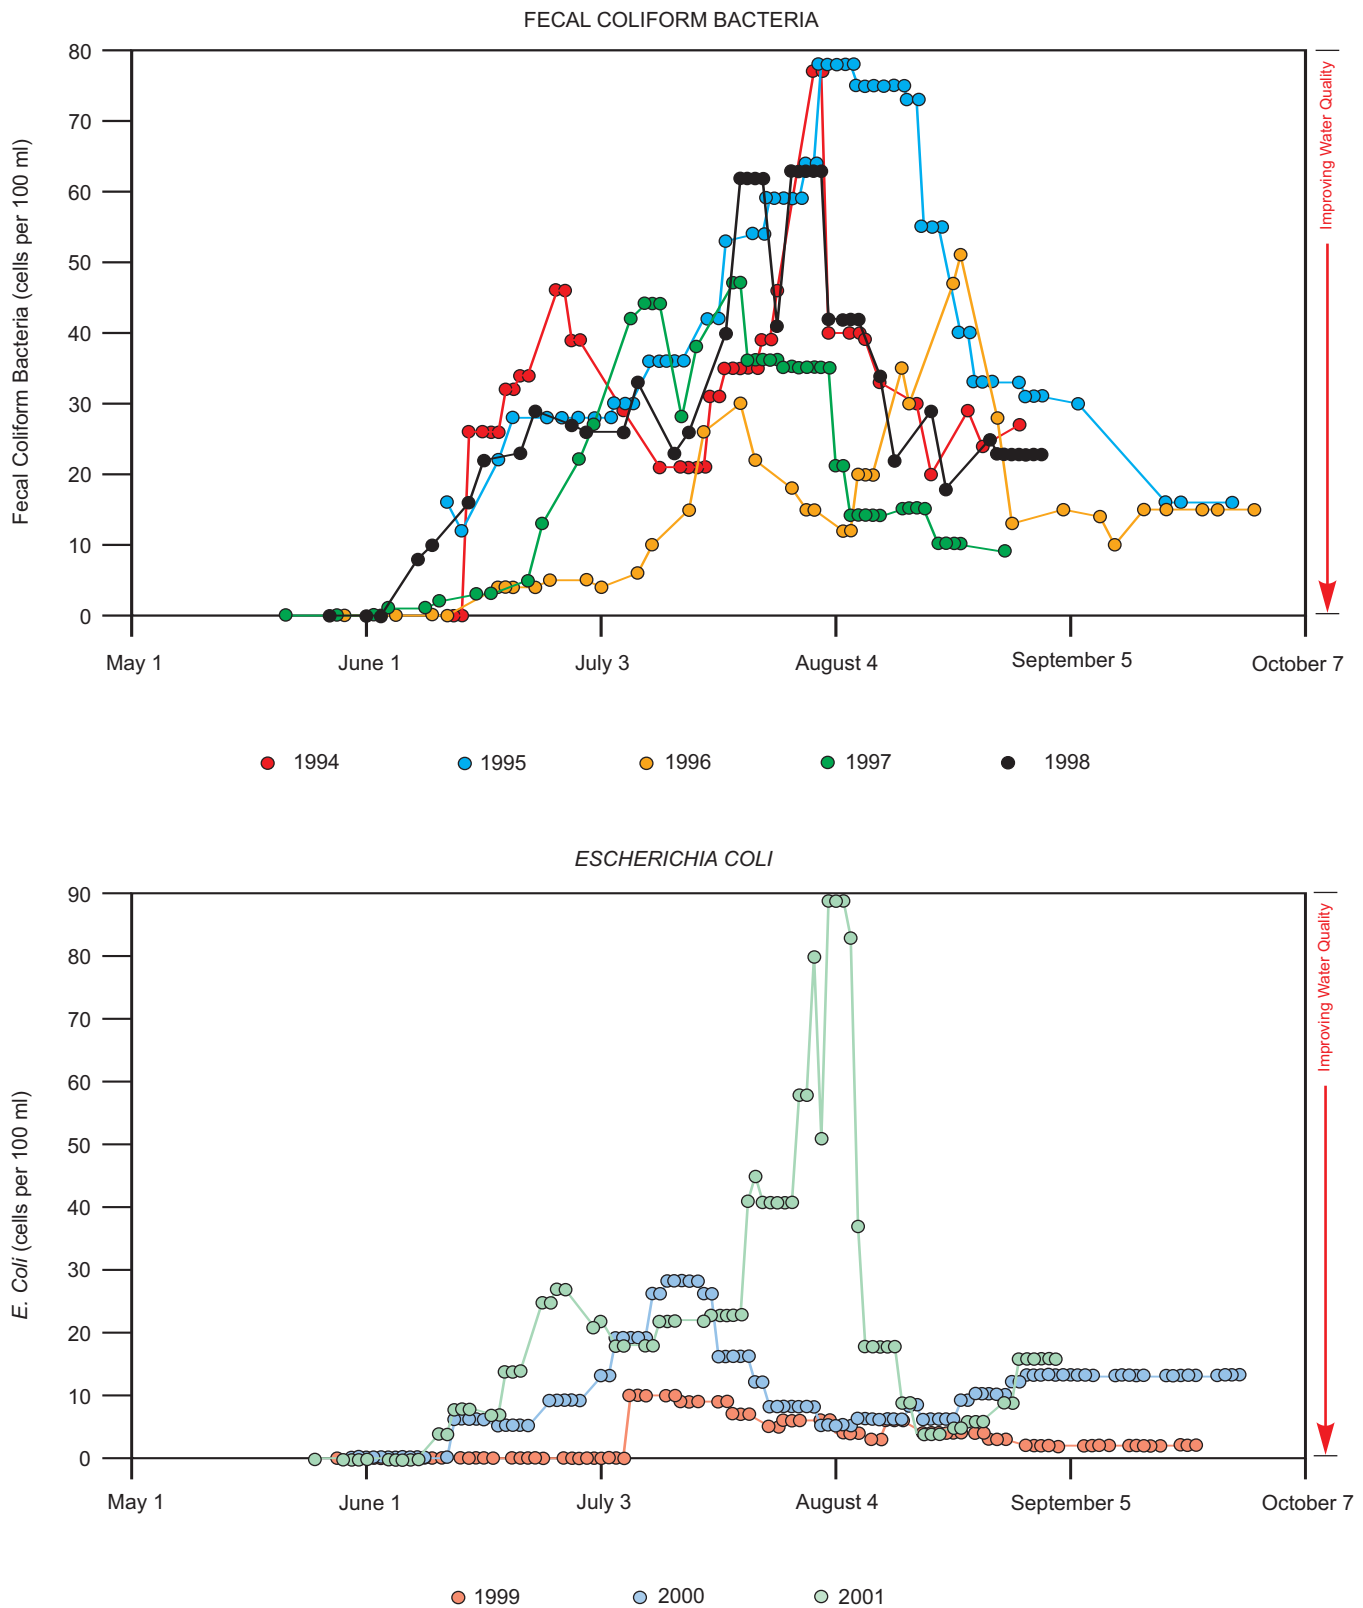 FECAL COLIFORM BACTERIA
Fecal Coliform Bacteria (cells per 100 ml)
80
70
60
50
40
30
20
10
0
Improving Water Quality
May 1
June 1
July 3
August 4
September 5
October 7
1994
1995
1996
1997
1998
ESCHERICHIA COLI
E. Coli (cells per 100 ml)
90
80
70
60
50
40
30
20
10
0
Improving Water Quality
May 1
June 1
July 3
August 4
September 5
October 7
1999
2000
2001